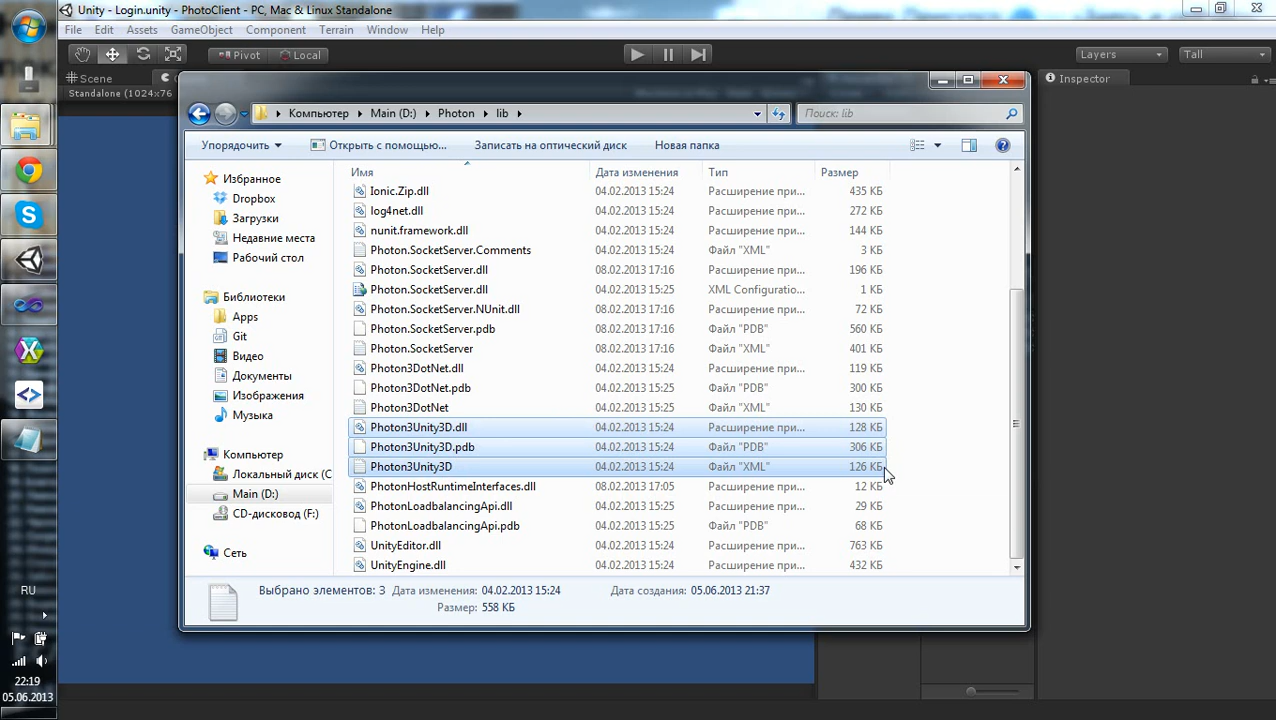 Unity - Login.unity - PhotoClient - PC, Mac & Linux Standalone
File Edit Assets GameObject Component Terrain Window Help
Pivot Local Layers Tall
Scene Inspector
Standalone (1024x76
Компьютер Main (D:) Photon lib Поиск: lib
Упорядочить Открыть с помощью... Записать на оптический диск Новая папка
Имя Дата изменения Тип Размер
Ionic.Zip.dll 04.02.2013 15:24 Расширение при... 435 КБ
log4net.dll 04.02.2013 15:24 Расширение при... 272 КБ
nunit.framework.dll 04.02.2013 15:24 Расширение при... 144 КБ
Photon.SocketServer.Comments 04.02.2013 15:24 Файл "XML" 3 КБ
Photon.SocketServer.dll 08.02.2013 17:16 Расширение при... 196 КБ
Photon.SocketServer.dll 04.02.2013 15:25 XML Configuratio... 1 КБ
Photon.SocketServer.NUnit.dll 08.02.2013 17:16 Расширение при... 72 КБ
Photon.SocketServer.pdb 08.02.2013 17:16 Файл "PDB" 560 КБ
Photon.SocketServer 08.02.2013 17:16 Файл "XML" 401 КБ
Photon3DotNet.dll 04.02.2013 15:24 Расширение при... 119 КБ
Photon3DotNet.pdb 04.02.2013 15:25 Файл "PDB" 300 КБ
Photon3DotNet 04.02.2013 15:25 Файл "XML" 130 КБ
Photon3Unity3D.dll 04.02.2013 15:24 Расширение при... 128 КБ
Photon3Unity3D.pdb 04.02.2013 15:24 Файл "PDB" 306 КБ
Photon3Unity3D 04.02.2013 15:24 Файл "XML" 126 КБ
PhotonHostRuntimeInterfaces.dll 08.02.2013 17:05 Расширение при... 12 КБ
PhotonLoadbalancingApi.dll 04.02.2013 15:25 Расширение при... 29 КБ
PhotonLoadbalancingApi.pdb 04.02.2013 15:25 Файл "PDB" 68 КБ
UnityEditor.dll 04.02.2013 15:24 Расширение при... 763 КБ
UnityEngine.dll 04.02.2013 15:24 Расширение при... 432 КБ
Избранное
Dropbox
Загрузки
Недавние места
Рабочий стол
Библиотеки
Apps
Git
Видео
Документы
Изображения
Музыка
Компьютер
Локальный диск (C
Main (D:)
CD-дисковод (F:)
Сеть
Выбрано элементов: 3 Дата изменения: 04.02.2013 15:24 Дата создания: 05.06.2013 21:37
Размер: 558 КБ
RU
22:19
05.06.2013